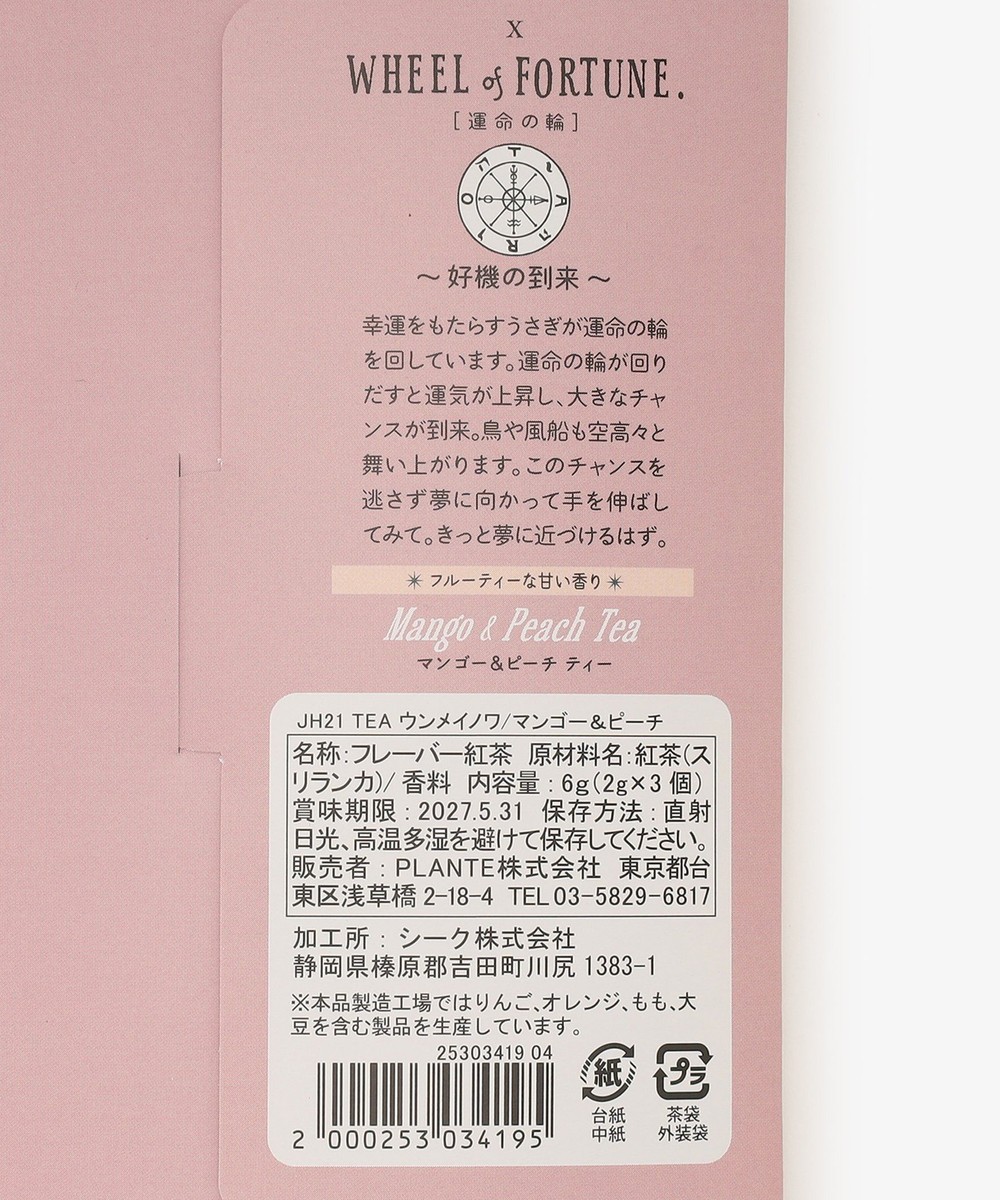 X
WHEEL of FORTUNE.
[運命の輪]
～好機の到来～
幸運をもたらすうさぎが運命の輪
を回しています。運命の輪が回り
だすと運気が上昇し、大きなチャ
ンスが到来。鳥や風船も空高々と
舞い上がります。このチャンスを
逃さず夢に向かって手を伸ばし
てみて。きっと夢に近づけるはず。
フルーティーな甘い香り
Mango & Peach Tea
マンゴー&ピーチ ティー
JH21 TEA ウンメイノワ/マンゴー&ピーチ
名称:フレーバー紅茶 原材料名:紅茶(ス
リランカ)/ 香料 内容量:6g(2g×3個)
賞味期限:2027.5.31 保存方法:直射
日光、高温多湿を避けて保存してください。
販売者:PLANTE株式会社 東京都台
東区浅草橋 2-18-4 TEL 03-5829-6817
加工所:シーク株式会社
静岡県榛原郡吉田町川尻 1383-1
※本品製造工場ではりんご、オレンジ、もも、大
豆を含む製品を生産しています。
25303419 04
2 000253 034195
紙 プラ
台紙 茶袋
中紙 外装袋